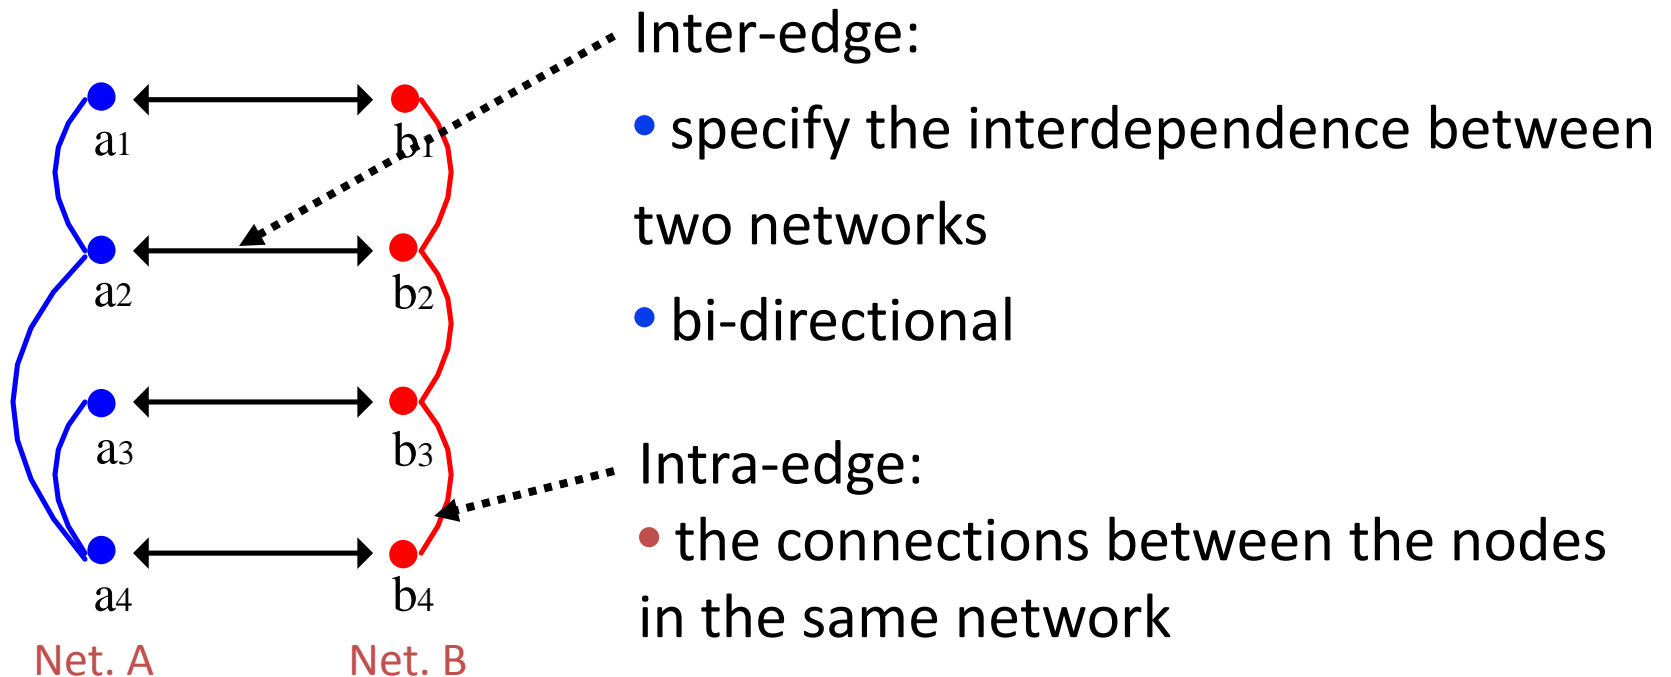 Inter-edge:
• specify the interdependence between
two networks
• bi-directional
Intra-edge:
• the connections between the nodes
in the same network
a1
b1
a2
b2
a3
b3
a4
b4
Net. A
Net. B